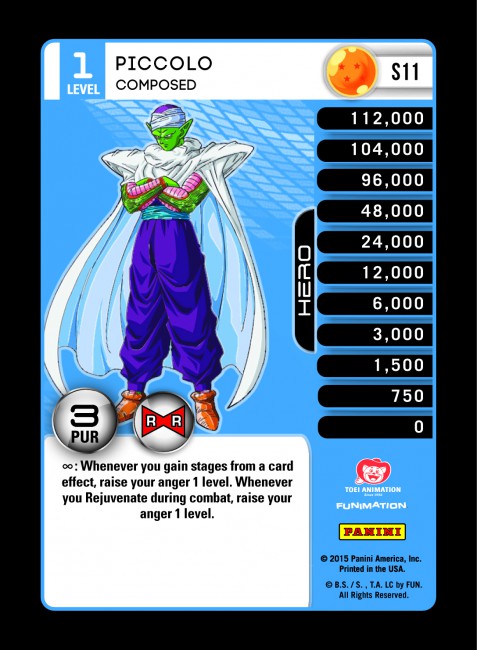 1
LEVEL
PICCOLO
COMPOSED
S11
112,000
104,000
96,000
48,000
24,000
12,000
6,000
3,000
1,500
750
0
HERO
3
PUR
R R
∞: Whenever you gain stages from a card
effect, raise your anger 1 level. Whenever
you Rejuvenate during combat, raise your
anger 1 level.
TOEI ANIMATION
Since 1956
FUNIMATION
PANINI
© 2015 Panini America, Inc.
Printed in the USA.
© B.S. / S. , T.A. LC by FUN.
All Rights Reserved.